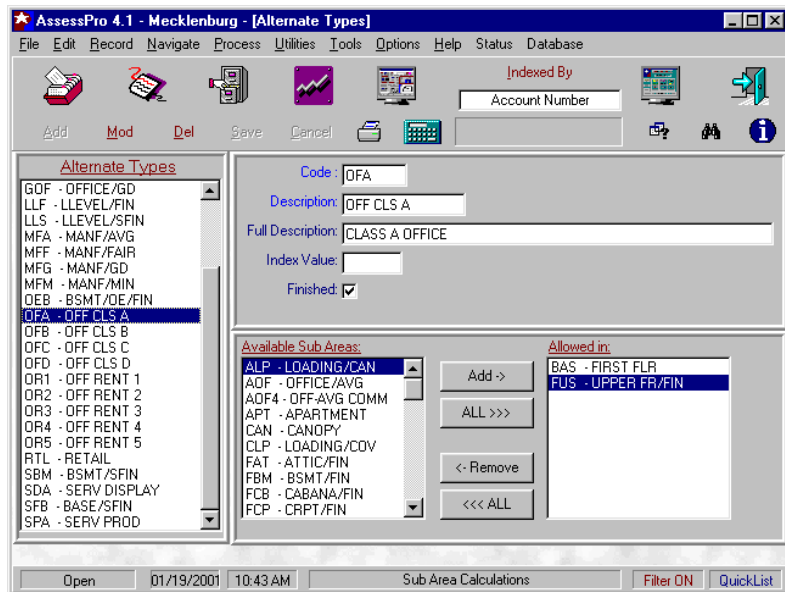 AssessPro 4.1 - Mecklenburg - [Alternate Types]
File Edit Record Navigate Process Utilities Tools Options Help Status Database
Indexed By
Account Number
Add Mod Del Save Cancel
Alternate Types
GOF - OFFICE/GD
LLF - LLEVEL/FIN
LLS - LLEVEL/SFIN
MFA - MANF/AVG
MFF - MANF/FAIR
MFG - MANF/GD
MFM - MANF/MIN
OEB - BSMT/OE/FIN
OFA - OFF CLS A
OFB - OFF CLS B
OFC - OFF CLS C
OFD - OFF CLS D
OR1 - OFF RENT 1
OR2 - OFF RENT 2
OR3 - OFF RENT 3
OR4 - OFF RENT 4
OR5 - OFF RENT 5
RTL - RETAIL
SBM - BSMT/SFIN
SDA - SERV DISPLAY
SFB - BASE/SFIN
SPA - SERV PROD
Code : OFA
Description: OFF CLS A
Full Description: CLASS A OFFICE
Index Value:
Finished:
Available Sub Areas:
ALP - LOADING/CAN
AOF - OFFICE/AVG
AOF4 - OFF-AVG COMM
APT - APARTMENT
CAN - CANOPY
CLP - LOADING/COV
FAT - ATTIC/FIN
FBM - BSMT/FIN
FCB - CABANA/FIN
FCP - CRPT/FIN
Add ->
ALL >>>
<- Remove
<<< ALL
Allowed in:
BAS - FIRST FLR
FUS - UPPER FR/FIN
Open 01/19/2001 10:43 AM Sub Area Calculations Filter ON QuickList